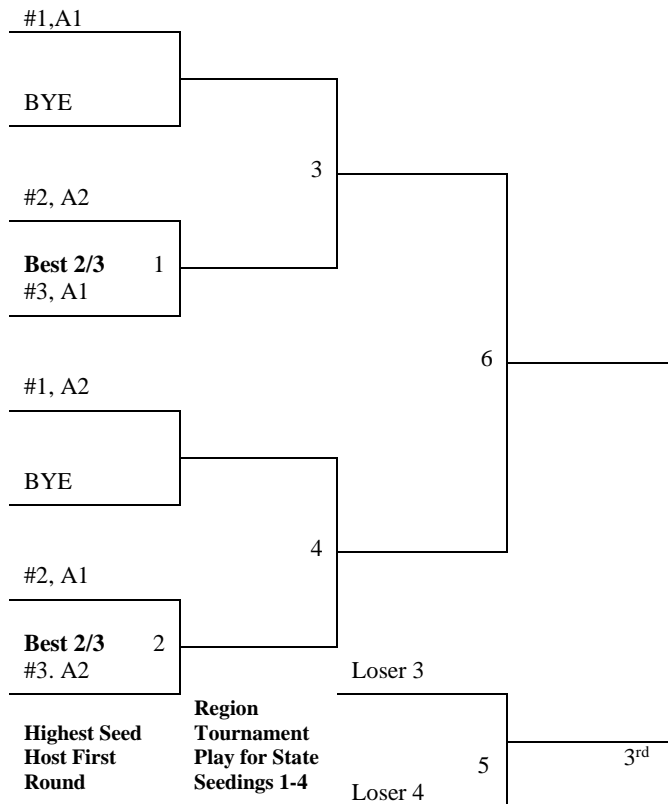 #1,A1
BYE
3
#2, A2
Best 2/3 1
#3, A1
6
#1, A2
BYE
4
#2, A1
Best 2/3 2
#3. A2
Loser 3
Highest Seed
Host First
Round
Region
Tournament
Play for State
Seedings 1-4
5
3rd
Loser 4